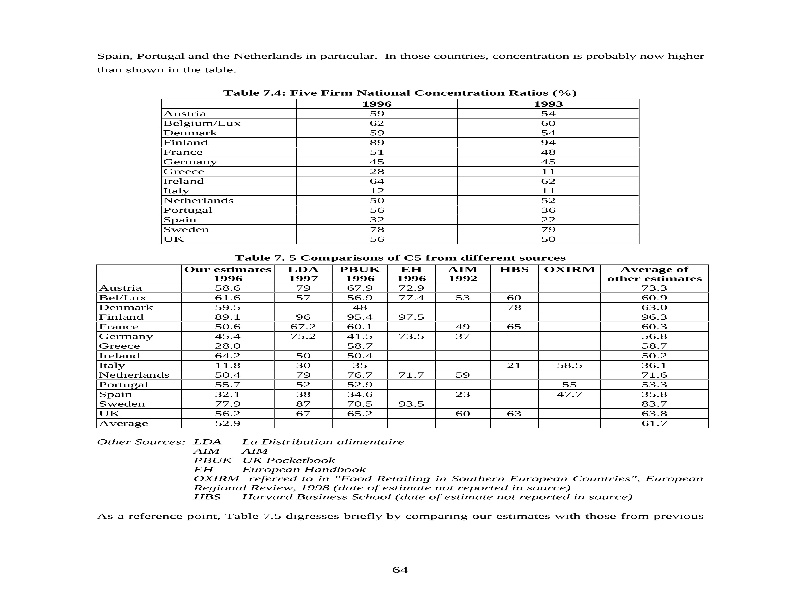 Spain, Portugal and the Netherlands in particular. In those countries, concentration is probably now higher
than shown in the table.
Table 7.4: Five Firm National Concentration Ratios (%)
1996 1993
Austria 59 54
Belgium/Lux 62 60
Denmark 59 54
Finland 89 94
France 51 48
Germany 45 45
Greece 28 11
Ireland 64 62
Italy 12 11
Netherlands 50 52
Portugal 56 36
Spain 32 22
Sweden 78 79
UK 56 50
Table 7. 5 Comparisons of C5 from different sources
Our estimates LDA PBUK EH AIM HBS OXIRM Average of
1996 1997 1996 1996 1992 other estimates
Austria 58.6 79 67.9 72.9 73.3
Bel/Lux 61.6 57 56.9 77.4 53 60 60.9
Denmark 59.5 48 78 63.0
Finland 89.1 96 95.4 97.5 96.3
France 50.6 67.2 60.1 49 65 60.3
Germany 45.4 75.2 41.5 73.5 37 56.8
Greece 28.0 58.7 58.7
Ireland 64.2 50 50.4 50.2
Italy 11.8 30 35 21 58.5 36.1
Netherlands 50.4 79 76.7 71.7 59 71.6
Portugal 55.7 52 52.9 55 53.3
Spain 32.1 38 34.6 23 47.7 35.8
Sweden 77.9 87 70.5 93.5 83.7
UK 56.2 67 65.2 60 63 63.8
Average 52.9 61.7
Other Sources: LDA La Distribution alimentaire
AIM AIM
PBUK UK Pocketbook
EH European Handbook
OXIRM referred to in "Food Retailing in Southern European Countries", European
Regional Review, 1998 (date of estimate not reported in source)
HBS Harvard Business School (date of estimate not reported in source)
As a reference point, Table 7.5 digresses briefly by comparing our estimates with those from previous
64